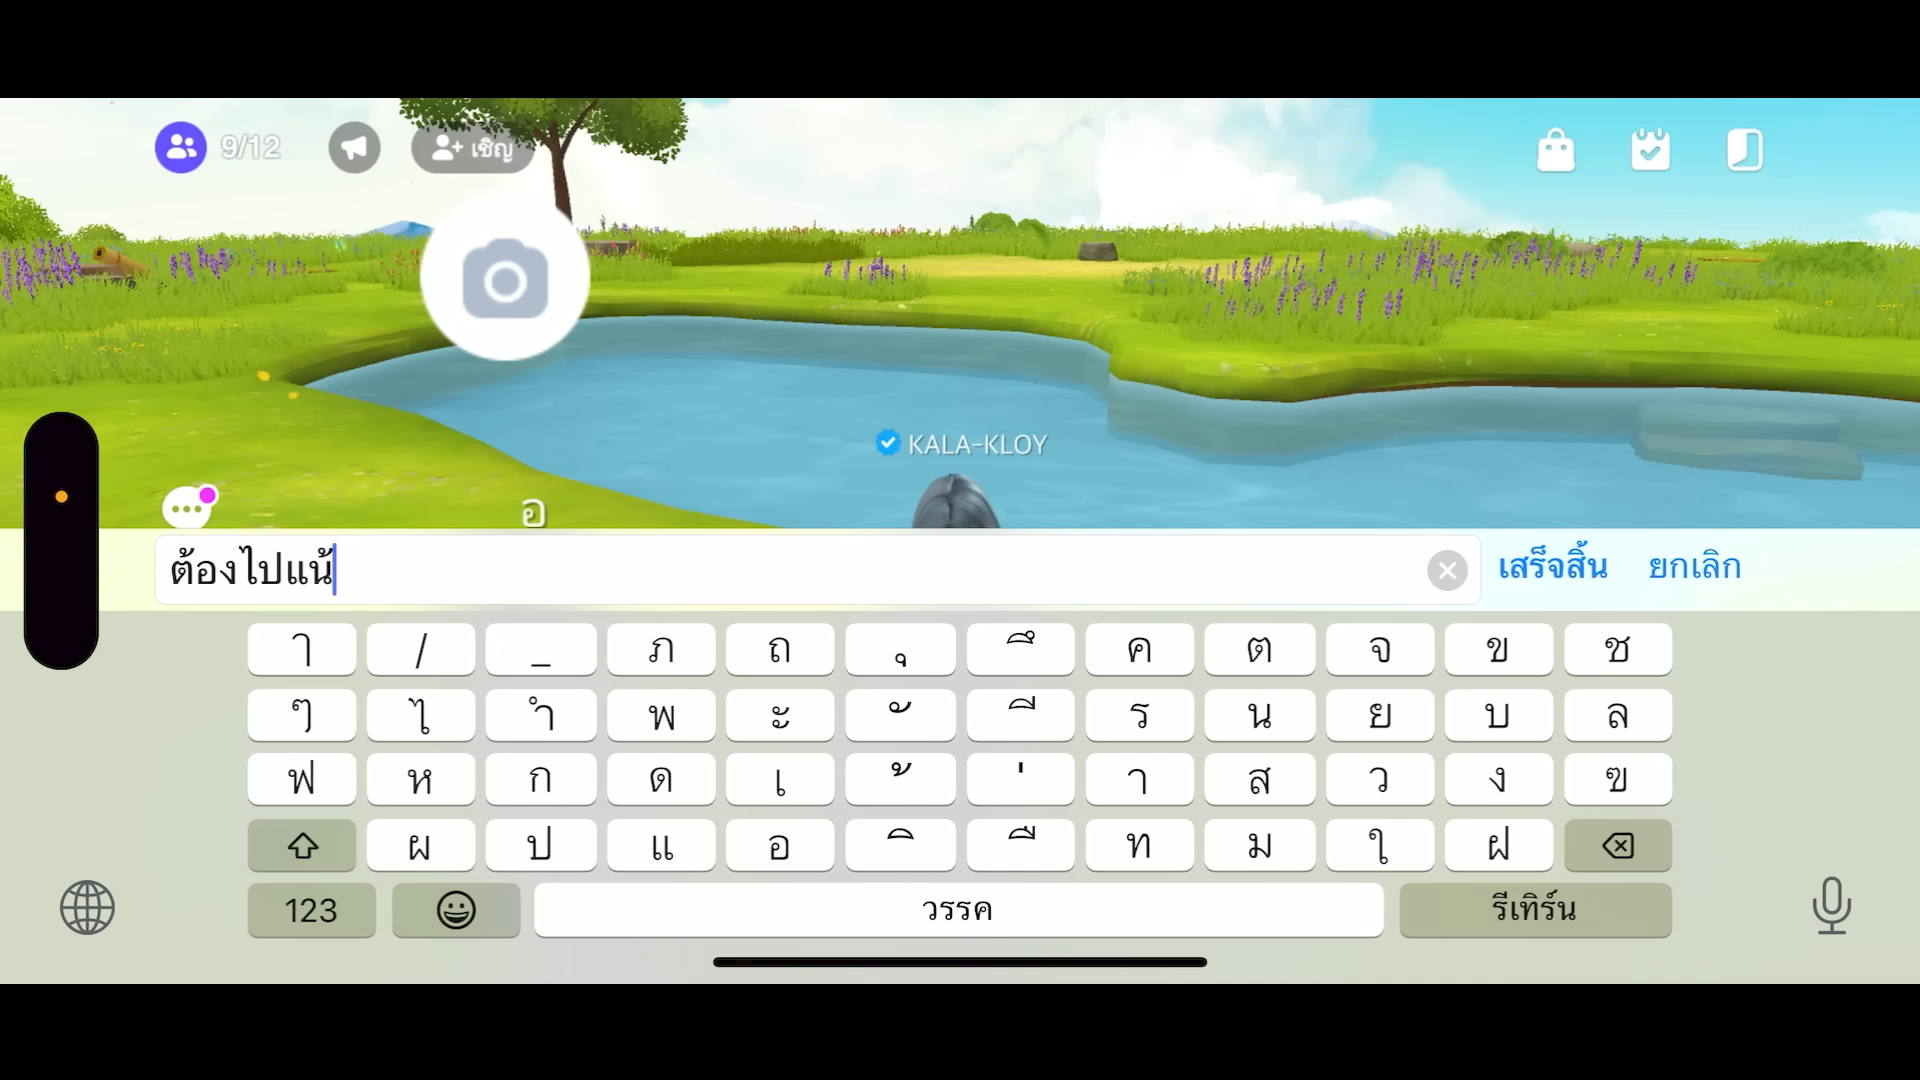 9/12
เชิญ
KALA-KLOY
อ
ต้องไปแน้
เสร็จสิ้น ยกเลิก
ๅ / _ ภ ถ ุ ึ ค ต จ ข ช
ๆ ไ ำ พ ะ ั ี ร น ย บ ล
ฟ ห ก ด เ ้ ่ า ส ว ง ฃ
ผ ป แ อ ิ ื ท ม ใ ฝ
123 วรรค รีเทิร์น